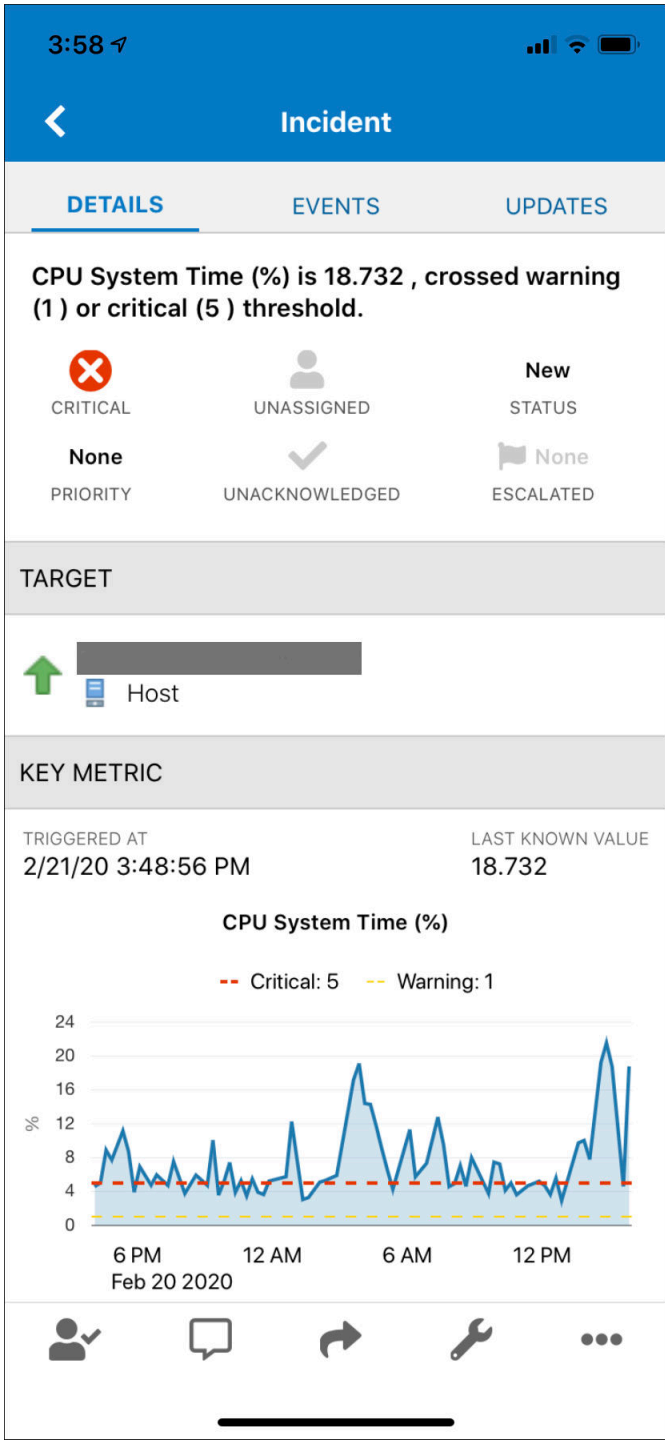 3:58
Incident
DETAILS EVENTS UPDATES
CPU System Time (%) is 18.732 , crossed warning
(1 ) or critical (5 ) threshold.
New
CRITICAL UNASSIGNED STATUS
None None
PRIORITY UNACKNOWLEDGED ESCALATED
TARGET
Host
KEY METRIC
TRIGGERED AT LAST KNOWN VALUE
2/21/20 3:48:56 PM 18.732
CPU System Time (%)
Critical: 5 Warning: 1
24
20
16
12
8
4
0
%
6 PM 12 AM 6 AM 12 PM
Feb 20 2020